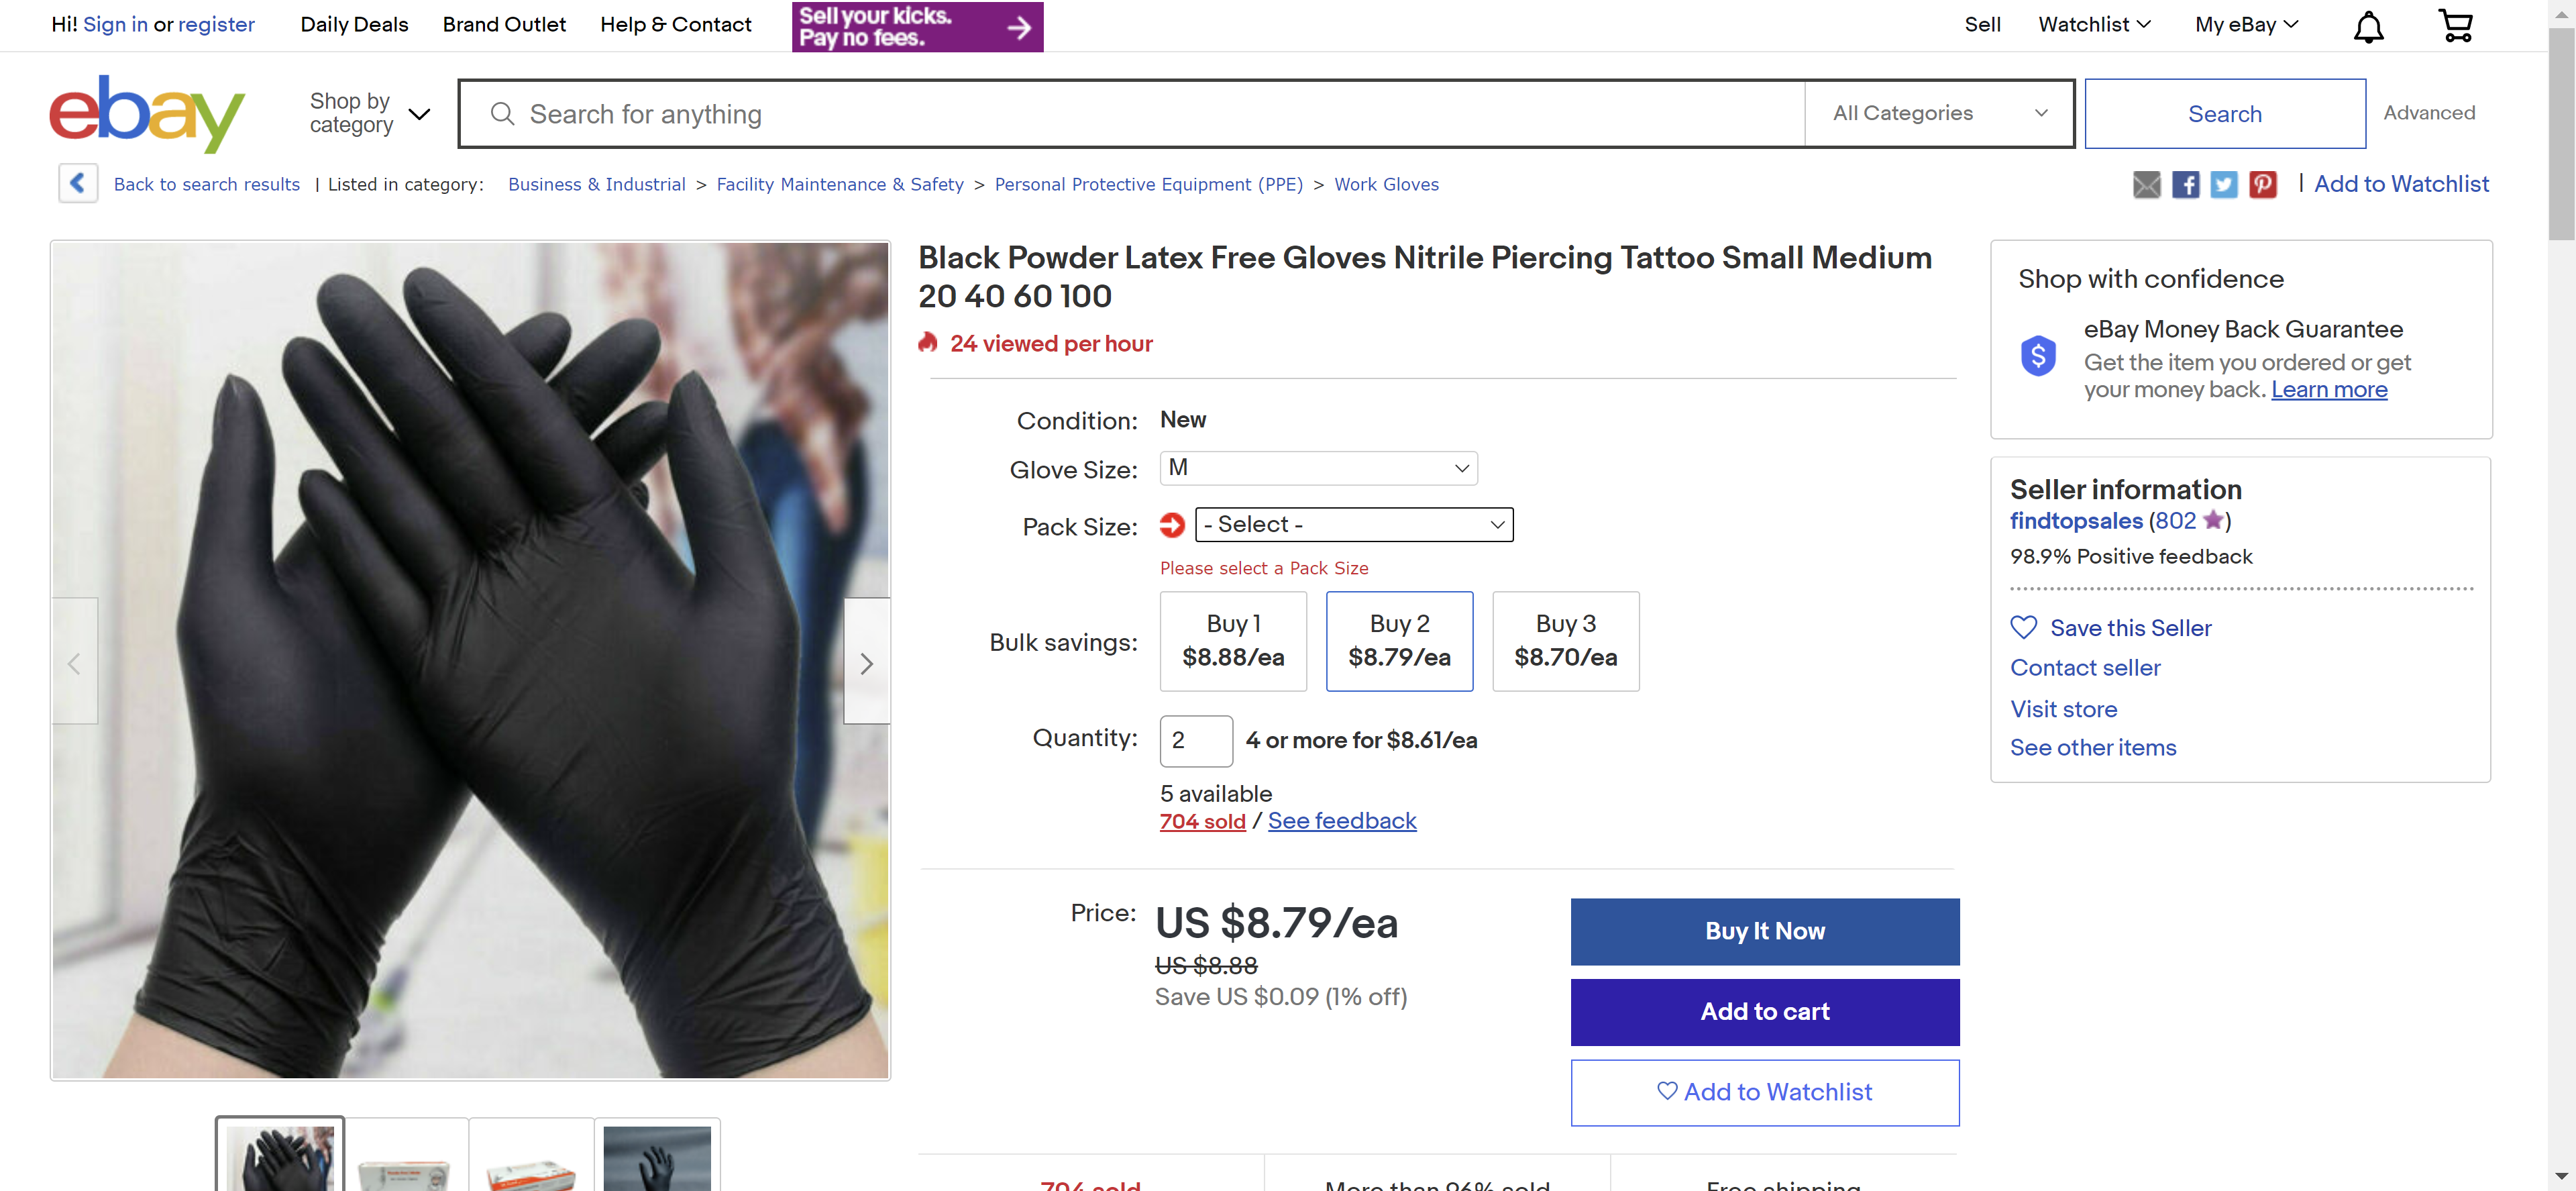 Hi! Sign in or register
Daily Deals
Brand Outlet
Help & Contact
Sell your kicks.
Pay no fees.
Sell
Watchlist
My eBay
ebay
Shop by
category
Search for anything
All Categories
Search
Advanced
Back to search results | Listed in category: Business & Industrial > Facility Maintenance & Safety > Personal Protective Equipment (PPE) > Work Gloves
| Add to Watchlist
Black Powder Latex Free Gloves Nitrile Piercing Tattoo Small Medium
20 40 60 100
24 viewed per hour
Condition: New
Glove Size: M
Pack Size: - Select -
Please select a Pack Size
Bulk savings:
Buy 1
$8.88/ea
Buy 2
$8.79/ea
Buy 3
$8.70/ea
Quantity: 2 4 or more for $8.61/ea
5 available
704 sold / See feedback
Price: US $8.79/ea
US $8.88
Save US $0.09 (1% off)
Buy It Now
Add to cart
Add to Watchlist
704 sold
More than 96% sold
Free shipping
Shop with confidence
eBay Money Back Guarantee
Get the item you ordered or get
your money back. Learn more
Seller information
findtopsales (802)
98.9% Positive feedback
Save this Seller
Contact seller
Visit store
See other items